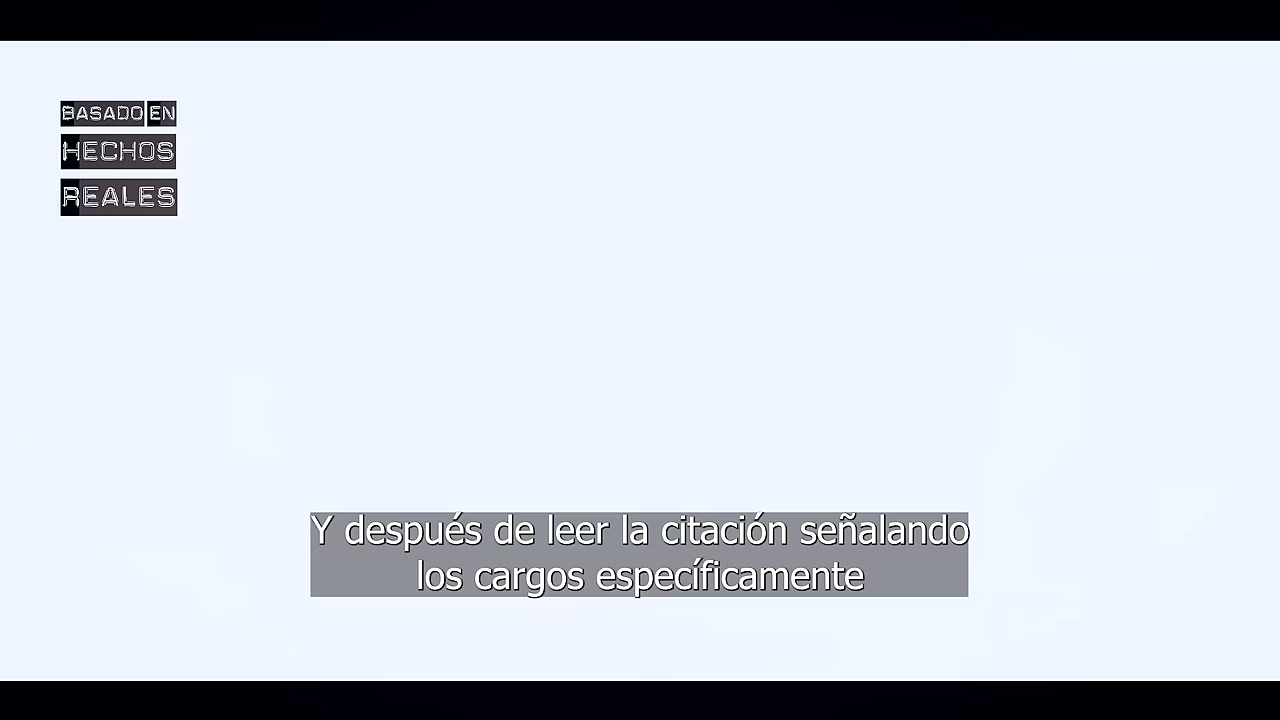 BASADO EN
HECHOS
REALES
Y después de leer la citación señalando
los cargos específicamente